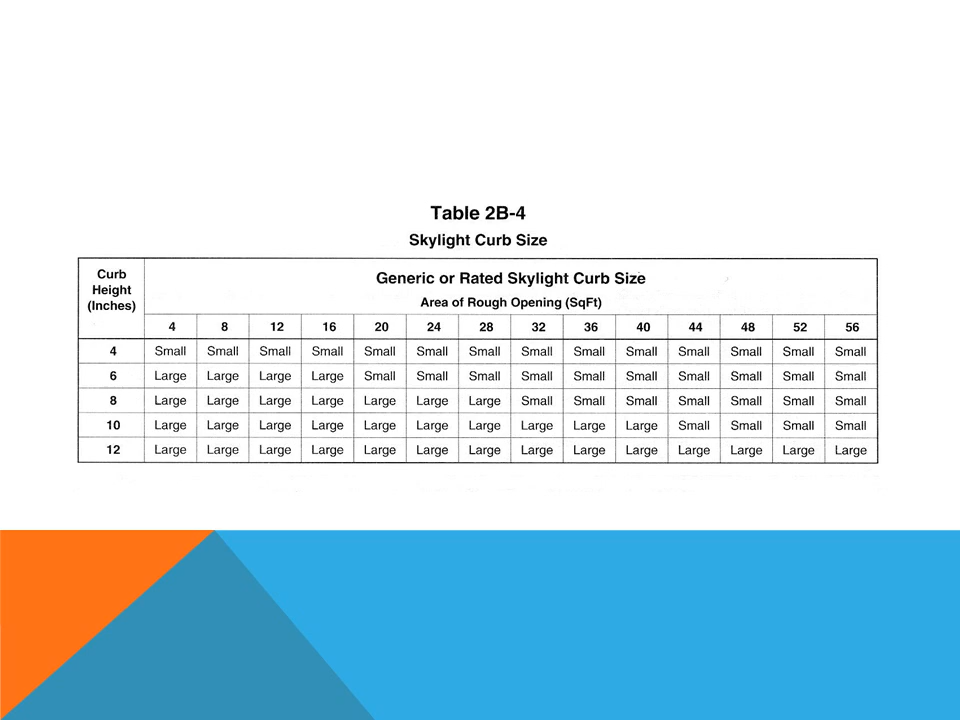 Table 2B-4
Skylight Curb Size
Curb Height (Inches)
Generic or Rated Skylight Curb Size
Area of Rough Opening (SqFt)
4 8 12 16 20 24 28 32 36 40 44 48 52 56
4 Small Small Small Small Small Small Small Small Small Small Small Small Small Small
6 Large Large Large Large Small Small Small Small Small Small Small Small Small Small
8 Large Large Large Large Large Large Large Small Small Small Small Small Small Small
10 Large Large Large Large Large Large Large Large Large Large Small Small Small Small
12 Large Large Large Large Large Large Large Large Large Large Large Large Large Large